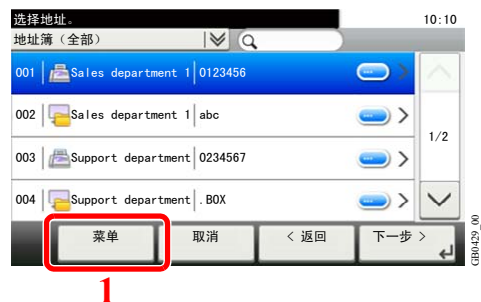 选择地址。 10:10
地址簿（全部）
001 Sales department 1 0123456
002 Sales department 1 abc
1/2
003 Support department 0234567
004 Support department .BOX
菜单 取消 < 返回 下一步 >
1
GB0429_00